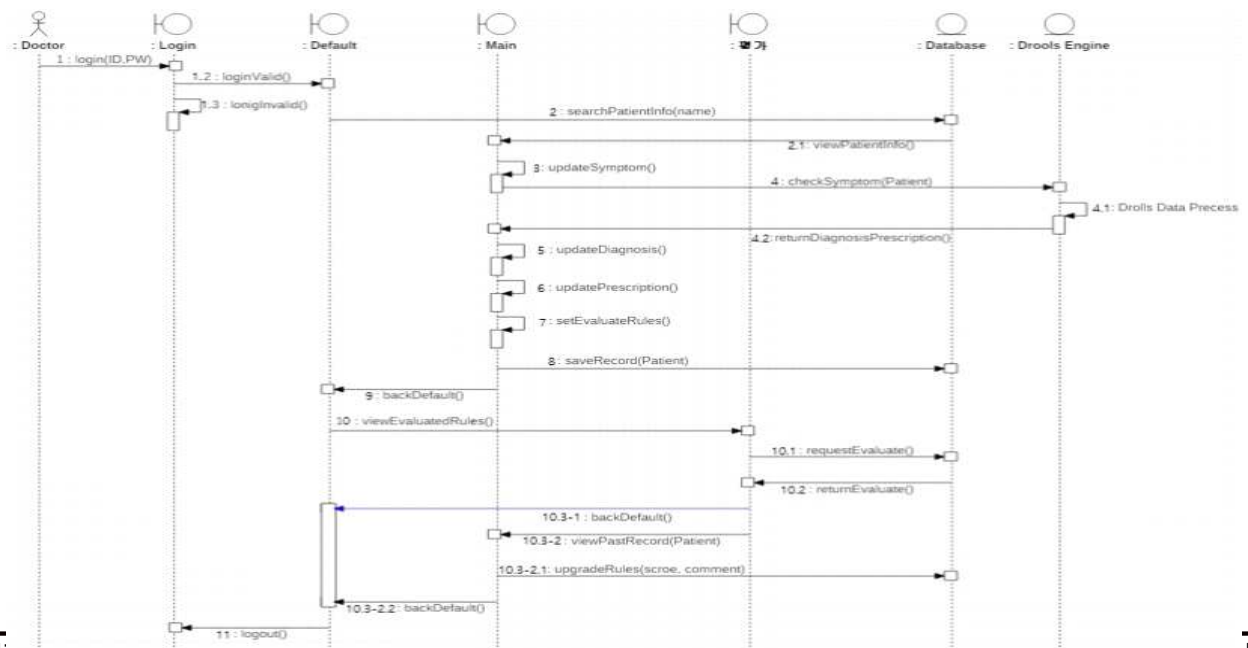 : Doctor
: Login
: Default
: Main
: 평가
: Database
: Drools Engine
1 : login(ID,PW)
1.2 : loginValid()
1.3 : lonigInvalid()
2 : searchPatientInfo(name)
2.1 : viewPatientInfo()
3: updateSymptom()
4 : checkSymptom(Patient)
4.1: Drolls Data Precess
4.2: returnDiagnosisPrescription()
5 : updateDiagnosis()
6 : updatePrescription()
7 : setEvaluateRules()
8 : saveRecord(Patient)
9 : backDefault()
10 : viewEvaluatedRules()
10.1 : requestEvaluate()
10.2 : returnEvaluate()
10.3-1 : backDefault()
10.3-2 : viewPastRecord(Patient)
10.3-2.1: upgradeRules(scroe, comment)
10.3-2.2: backDefault()
11 : logout()